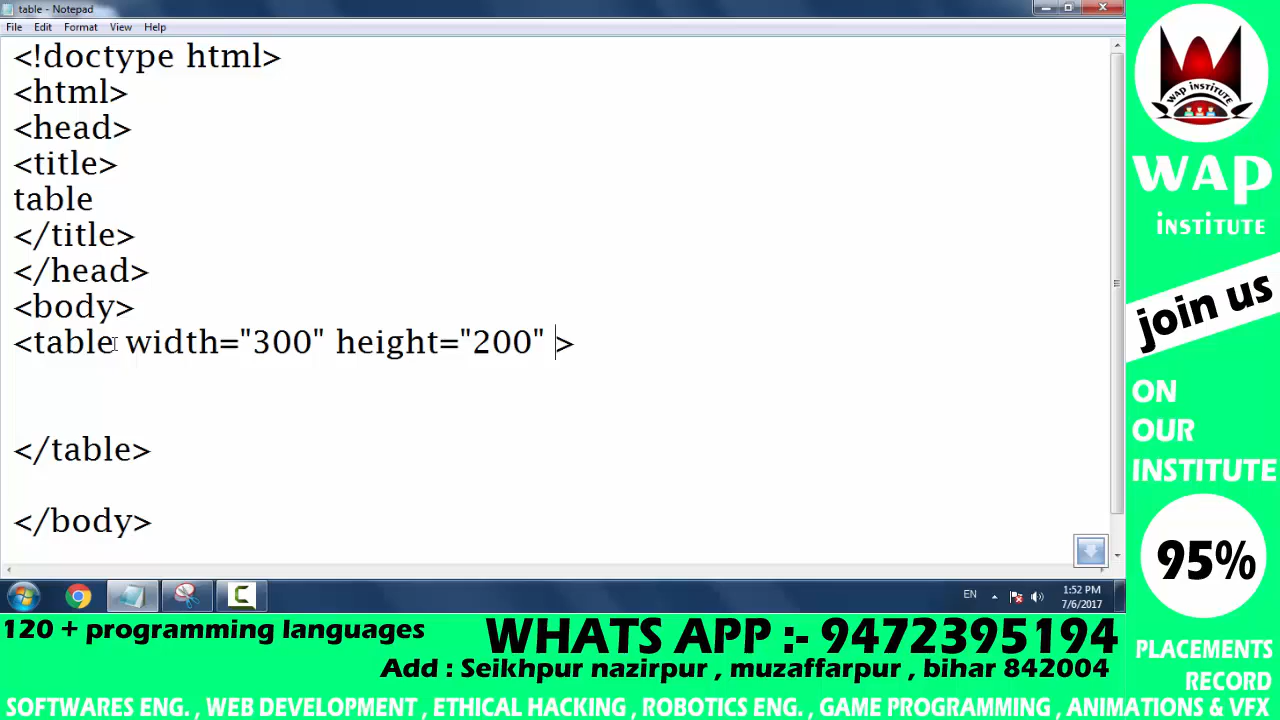 table - Notepad
File Edit Format View Help
<!doctype html>
<html>
<head>
<title>
table
</title>
</head>
<body>
<table width="300" height="200" >
</table>
</body>
EN
1:52 PM
7/6/2017
WAP INSTITUTE
WAP
INSTITUTE
join us
ON
OUR
INSTITUTE
95%
PLACEMENTS
RECORD
120 + programming languages
WHATS APP :- 9472395194
Add : Seikhpur nazirpur , muzaffarpur , bihar 842004
SOFTWARES ENG. , WEB DEVELOPMENT , ETHICAL HACKING , ROBOTICS ENG. , GAME PROGRAMMING , ANIMATIONS & VFX